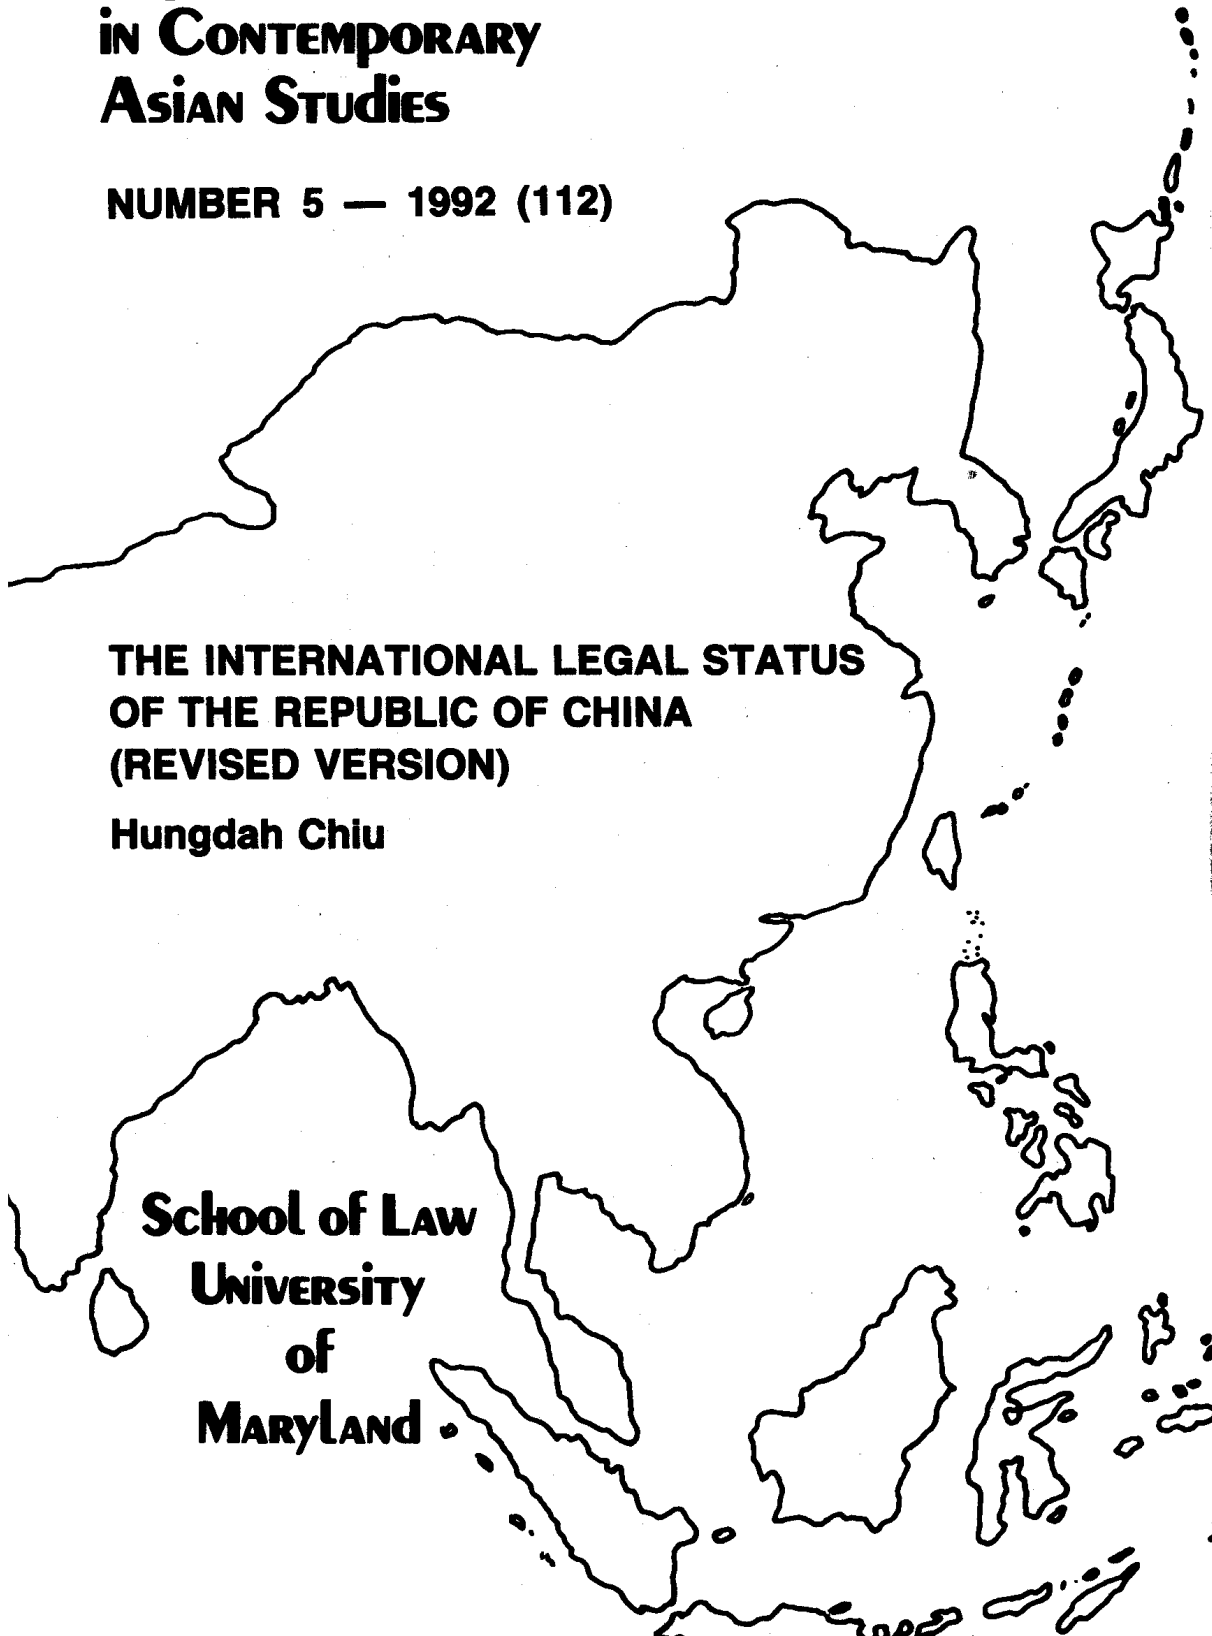 in Contemporary
Asian Studies
NUMBER 5 — 1992 (112)
THE INTERNATIONAL LEGAL STATUS
OF THE REPUBLIC OF CHINA
(REVISED VERSION)
Hungdah Chiu
School of Law
University
of
Maryland